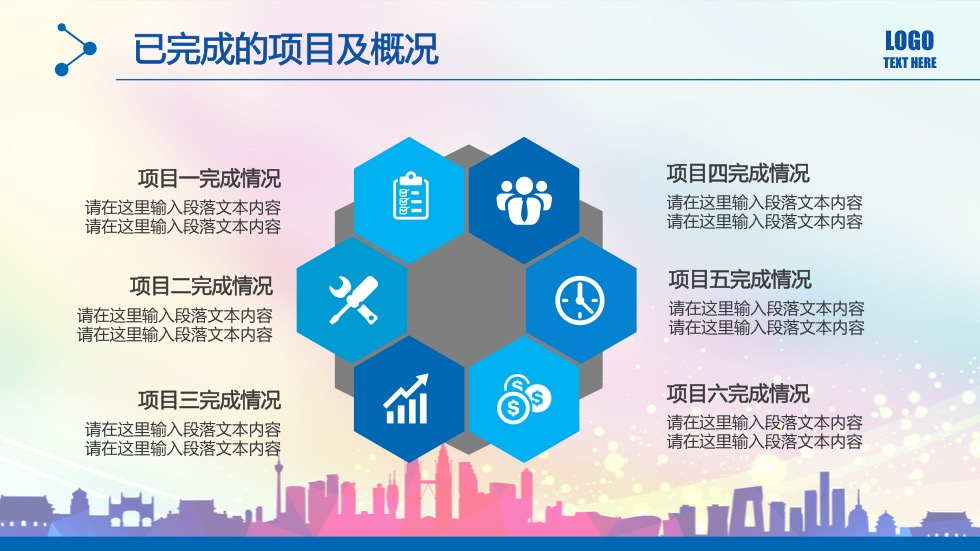 已完成的项目及概况
LOGO
TEXT HERE
项目一完成情况
请在这里输入段落文本内容
请在这里输入段落文本内容
项目二完成情况
请在这里输入段落文本内容
请在这里输入段落文本内容
项目三完成情况
请在这里输入段落文本内容
请在这里输入段落文本内容
项目四完成情况
请在这里输入段落文本内容
请在这里输入段落文本内容
项目五完成情况
请在这里输入段落文本内容
请在这里输入段落文本内容
项目六完成情况
请在这里输入段落文本内容
请在这里输入段落文本内容